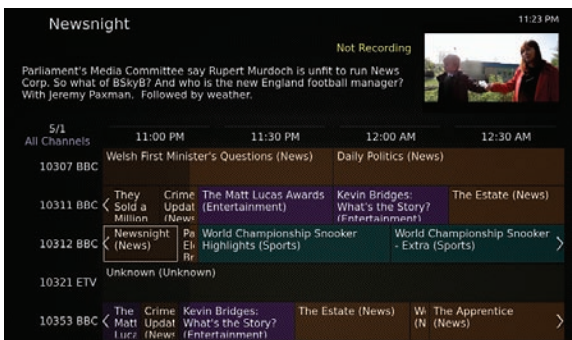 Newsnight
11:23 PM
Not Recording
Parliament's Media Committee say Rupert Murdoch is unfit to run News
Corp. So what of BSkyB? And who is the new England football manager?
With Jeremy Paxman. Followed by weather.
5/1
All Channels
11:00 PM
11:30 PM
12:00 AM
12:30 AM
10307 BBC
Welsh First Minister's Questions (News)
Daily Politics (News)
10311 BBC
They
Sold a
Million
Crime
Updat
(News
The Matt Lucas Awards
(Entertainment)
Kevin Bridges:
What's the Story?
(Entertainment)
The Estate (News)
10312 BBC
Newsnight
(News)
Pa
Ele
Br
World Championship Snooker
Highlights (Sports)
World Championship Snooker
- Extra (Sports)
10321 ETV
Unknown (Unknown)
10353 BBC
The
Matt
Luca
Crime
Updat
(News
Kevin Bridges:
What's the Story?
(Entertainment)
The Estate (News)
(N
The Apprentice
(News)